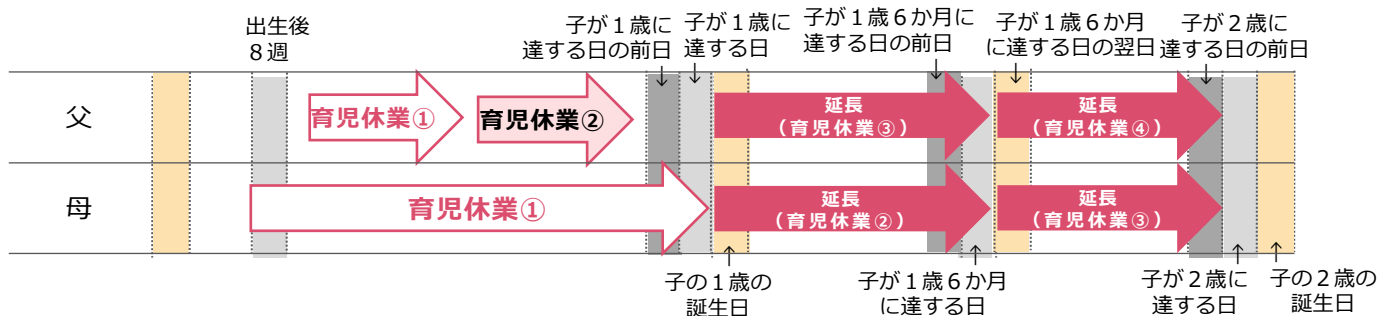 出生後
８週
子が１歳に
達する日の前日
子が１歳に
達する日
子が１歳６か月に
達する日の前日
子が１歳６か月
に達する日の翌日
子が２歳に
達する日の前日
父
育児休業①
育児休業②
延長
（育児休業③）
延長
（育児休業④）
母
育児休業①
延長
（育児休業②）
延長
（育児休業③）
子の１歳の
誕生日
子が１歳６か月
に達する日
子が２歳に
達する日
子の２歳の
誕生日